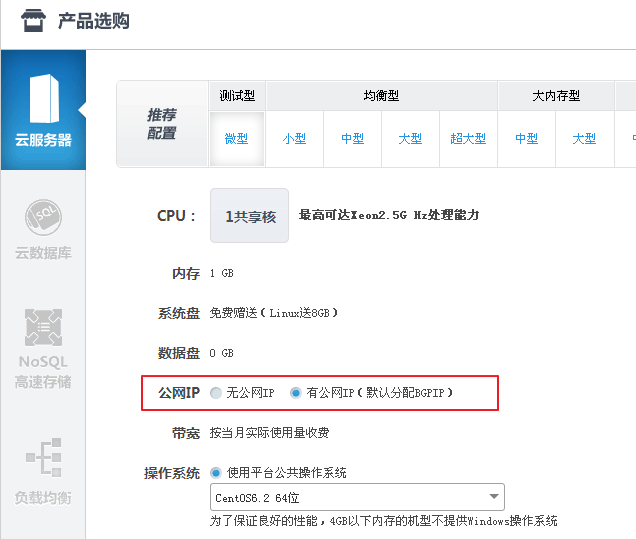 产品选购
云服务器
云数据库
NoSQL
高速存储
负载均衡
推荐
配置
测试型 均衡型 大内存型
微型 小型 中型 大型 超大型 中型 大型
CPU： 1共享核 最高可达Xeon2.5G Hz处理能力
内存 1 GB
系统盘 免费赠送(Linux送8GB)
数据盘 0 GB
公网IP 无公网IP 有公网IP(默认分配BGPIP)
带宽 按当月实际使用量收费
操作系统 使用平台公共操作系统
CentOS6.2 64位
为了保证良好的性能，4GB以下内存的机型不提供Windows操作系统